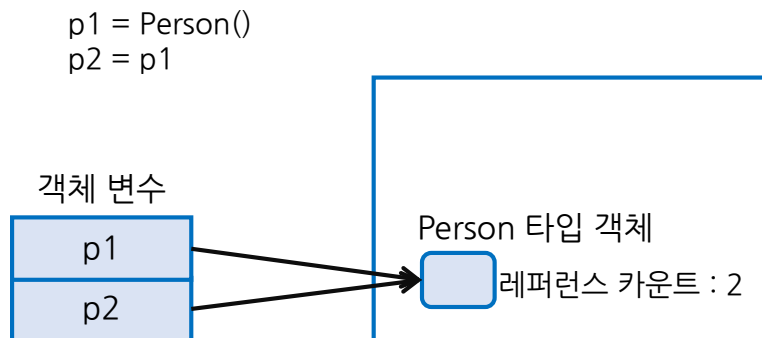 p1 = Person()
p2 = p1
객체 변수
p1
p2
Person 타입 객체
레퍼런스 카운트 : 2